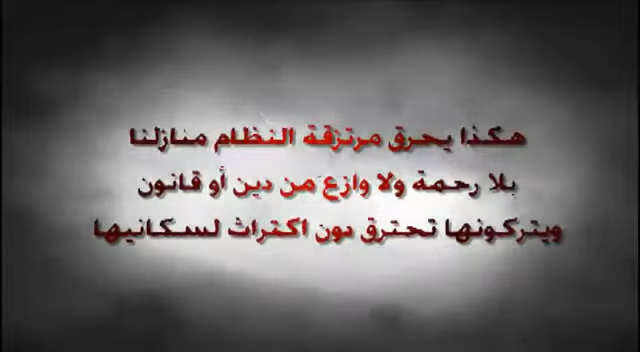 هكذا يحرق مرتزقة النظام منازلنا
بلا رحمة ولا وازع من دين أو قانون
ويتركونها تحترق دون اكتراث لسكانيها